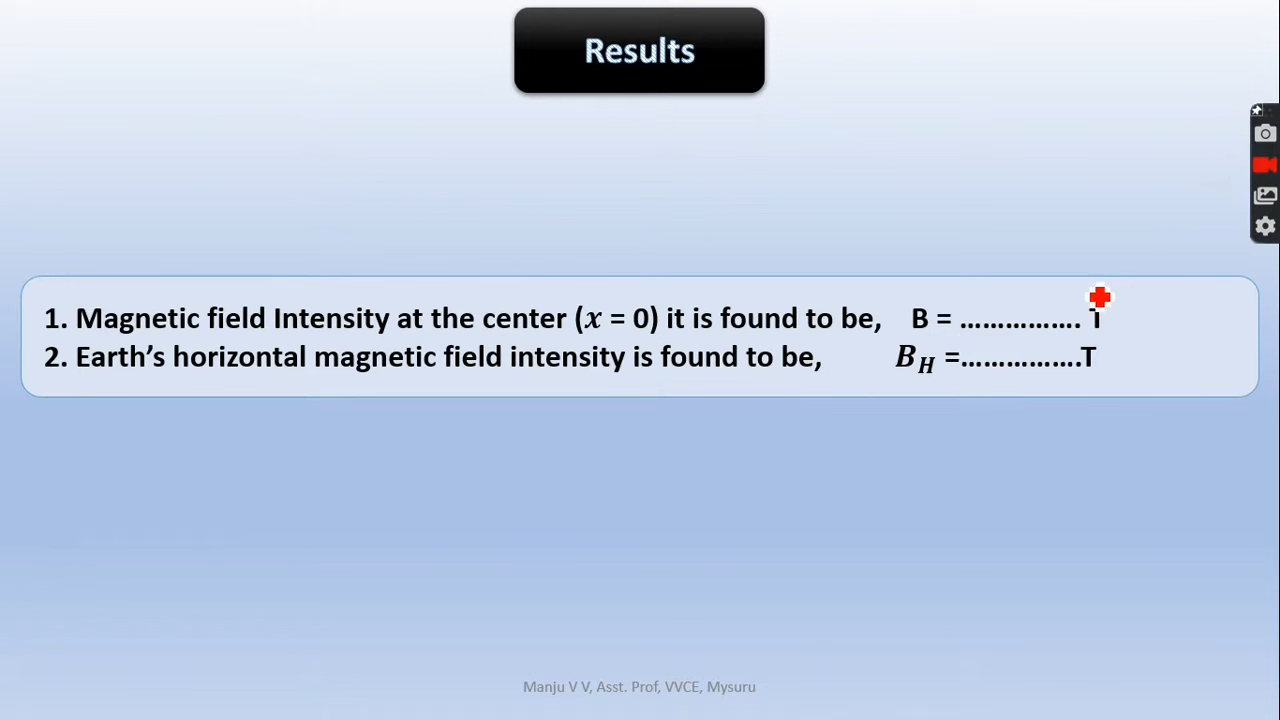 Results
1. Magnetic field Intensity at the center (𝒙 = 0) it is found to be, B = ……………. T
2. Earth’s horizontal magnetic field intensity is found to be, 𝑩𝑯 =…………….T
Manju V V, Asst. Prof, VVCE, Mysuru